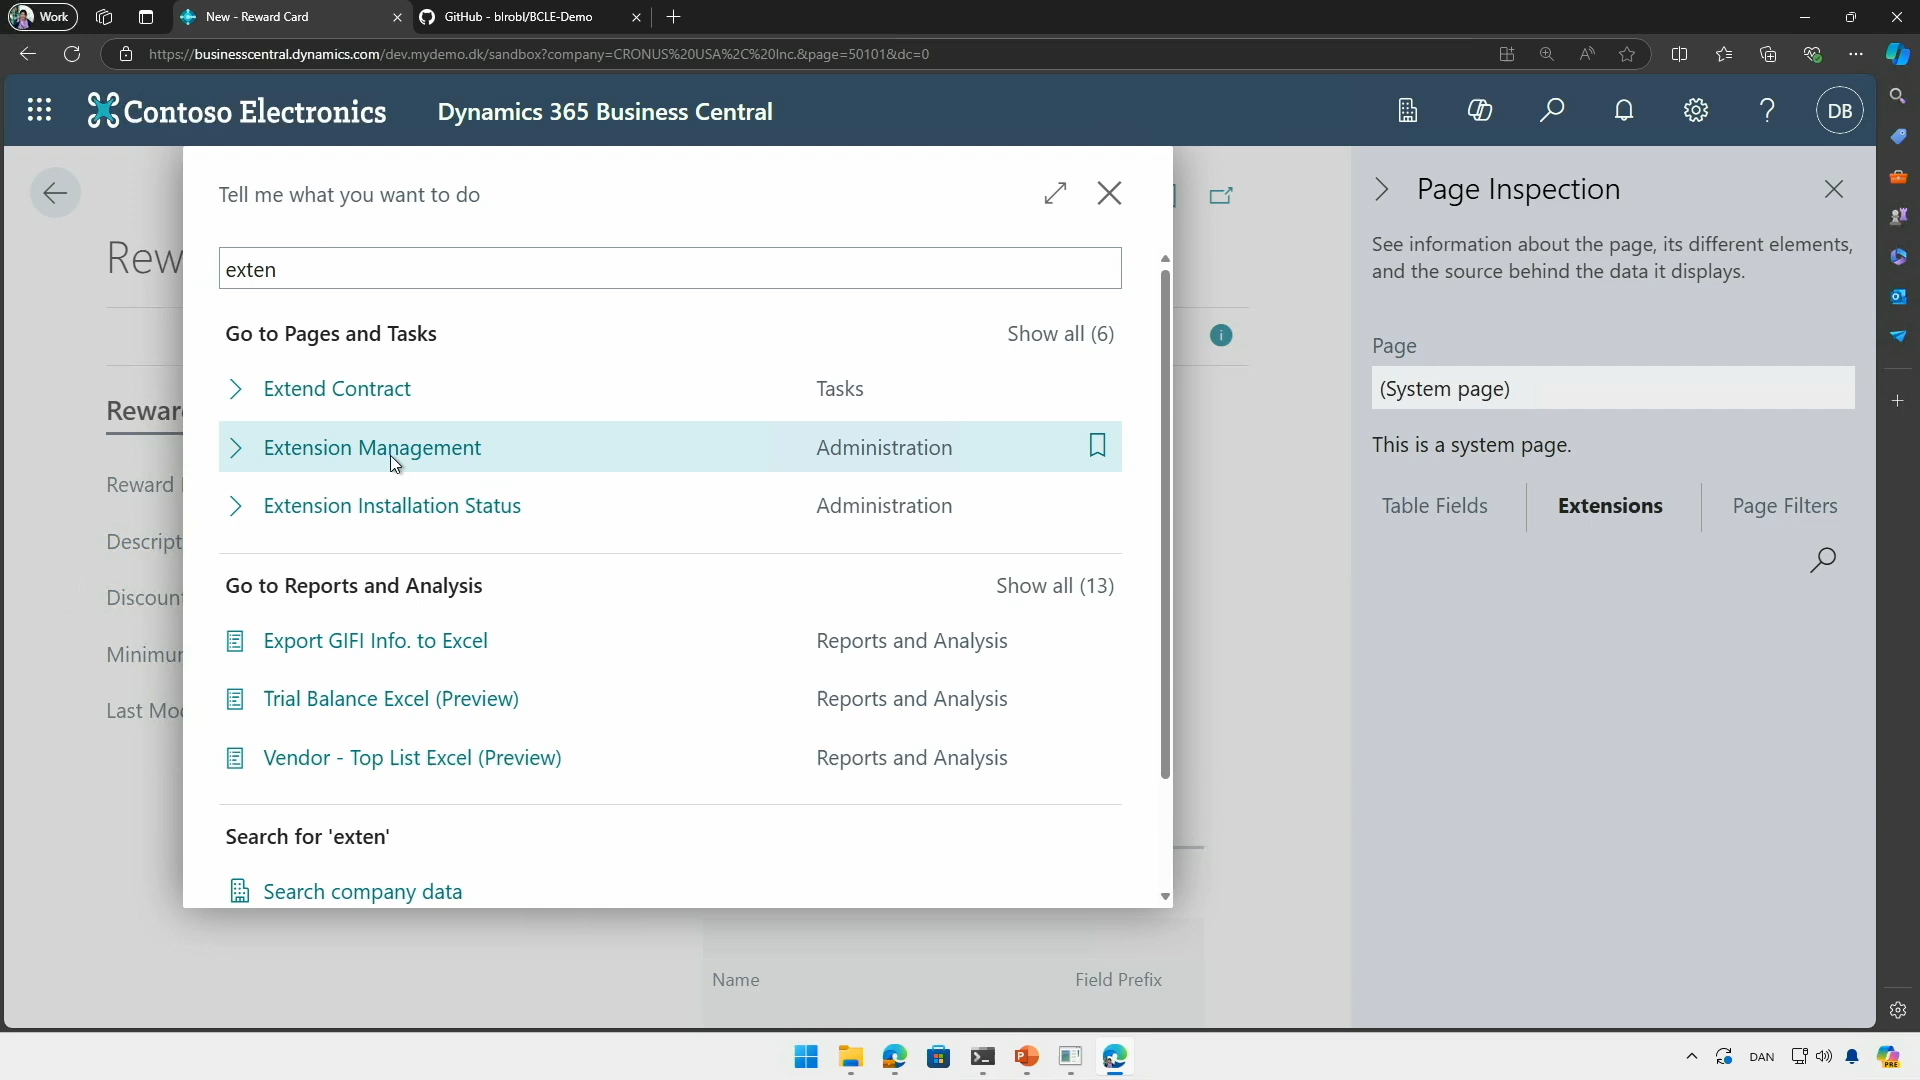 Work
New - Reward Card
GitHub - blrobl/BCLE-Demo
https://businesscentral.dynamics.com/dev.mydemo.dk/sandbox?company=CRONUS%20USA%2C%20Inc.&page=50101&dc=0
Contoso Electronics
Dynamics 365 Business Central
DB
Tell me what you want to do
exten
Go to Pages and Tasks
Show all (6)
Extend Contract
Tasks
Extension Management
Administration
Extension Installation Status
Administration
Go to Reports and Analysis
Show all (13)
Export GIFI Info. to Excel
Reports and Analysis
Trial Balance Excel (Preview)
Reports and Analysis
Vendor - Top List Excel (Preview)
Reports and Analysis
Search for 'exten'
Search company data
Rew
Rewar
Reward
Descript
Discoun
Minimur
Last Mo
Name
Field Prefix
Page Inspection
See information about the page, its different elements,
and the source behind the data it displays.
Page
(System page)
This is a system page.
Table Fields
Extensions
Page Filters
DAN
PRE